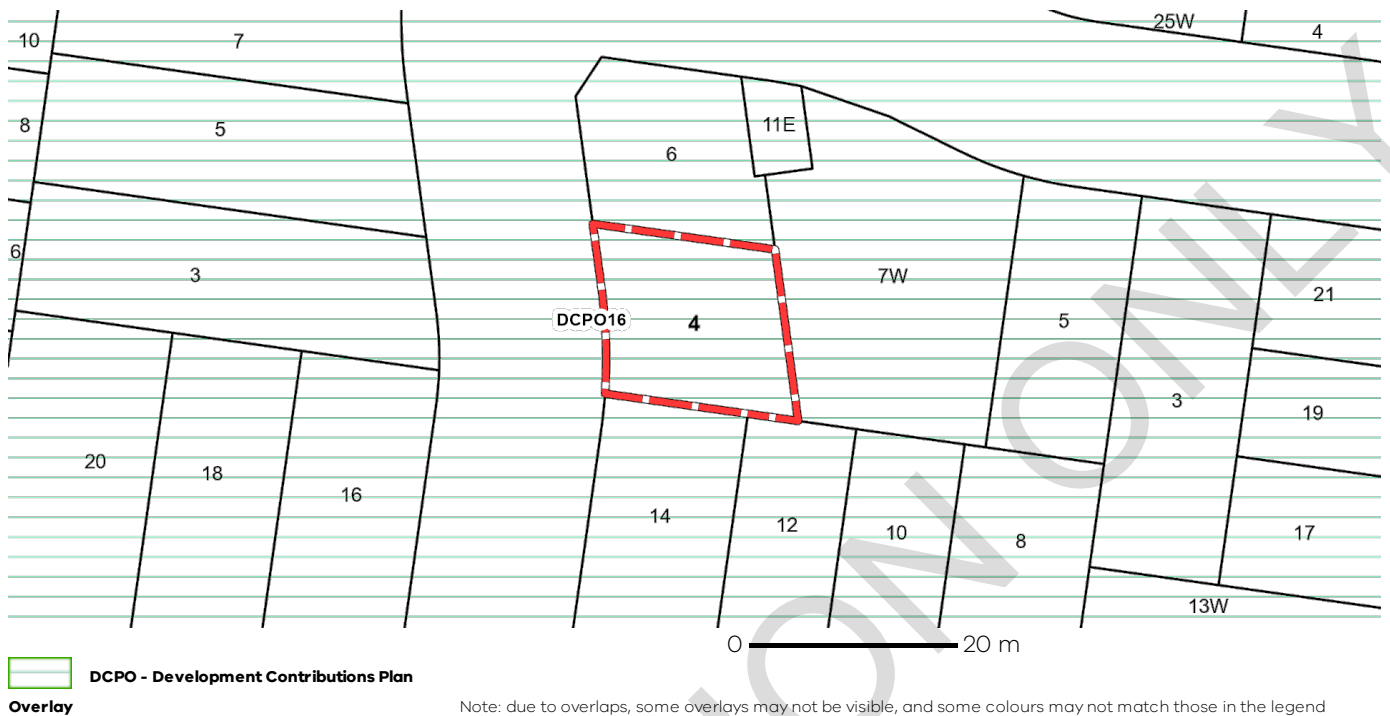 25W
4
10
7
8
5
11E
6
6
3
7W
21
DCPO16
4
5
3
19
20
18
16
14
12
10
8
17
13W
0 20 m
DCPO - Development Contributions Plan
Overlay
Note: due to overlaps, some overlays may not be visible, and some colours may not match those in the legend
ON ONLY